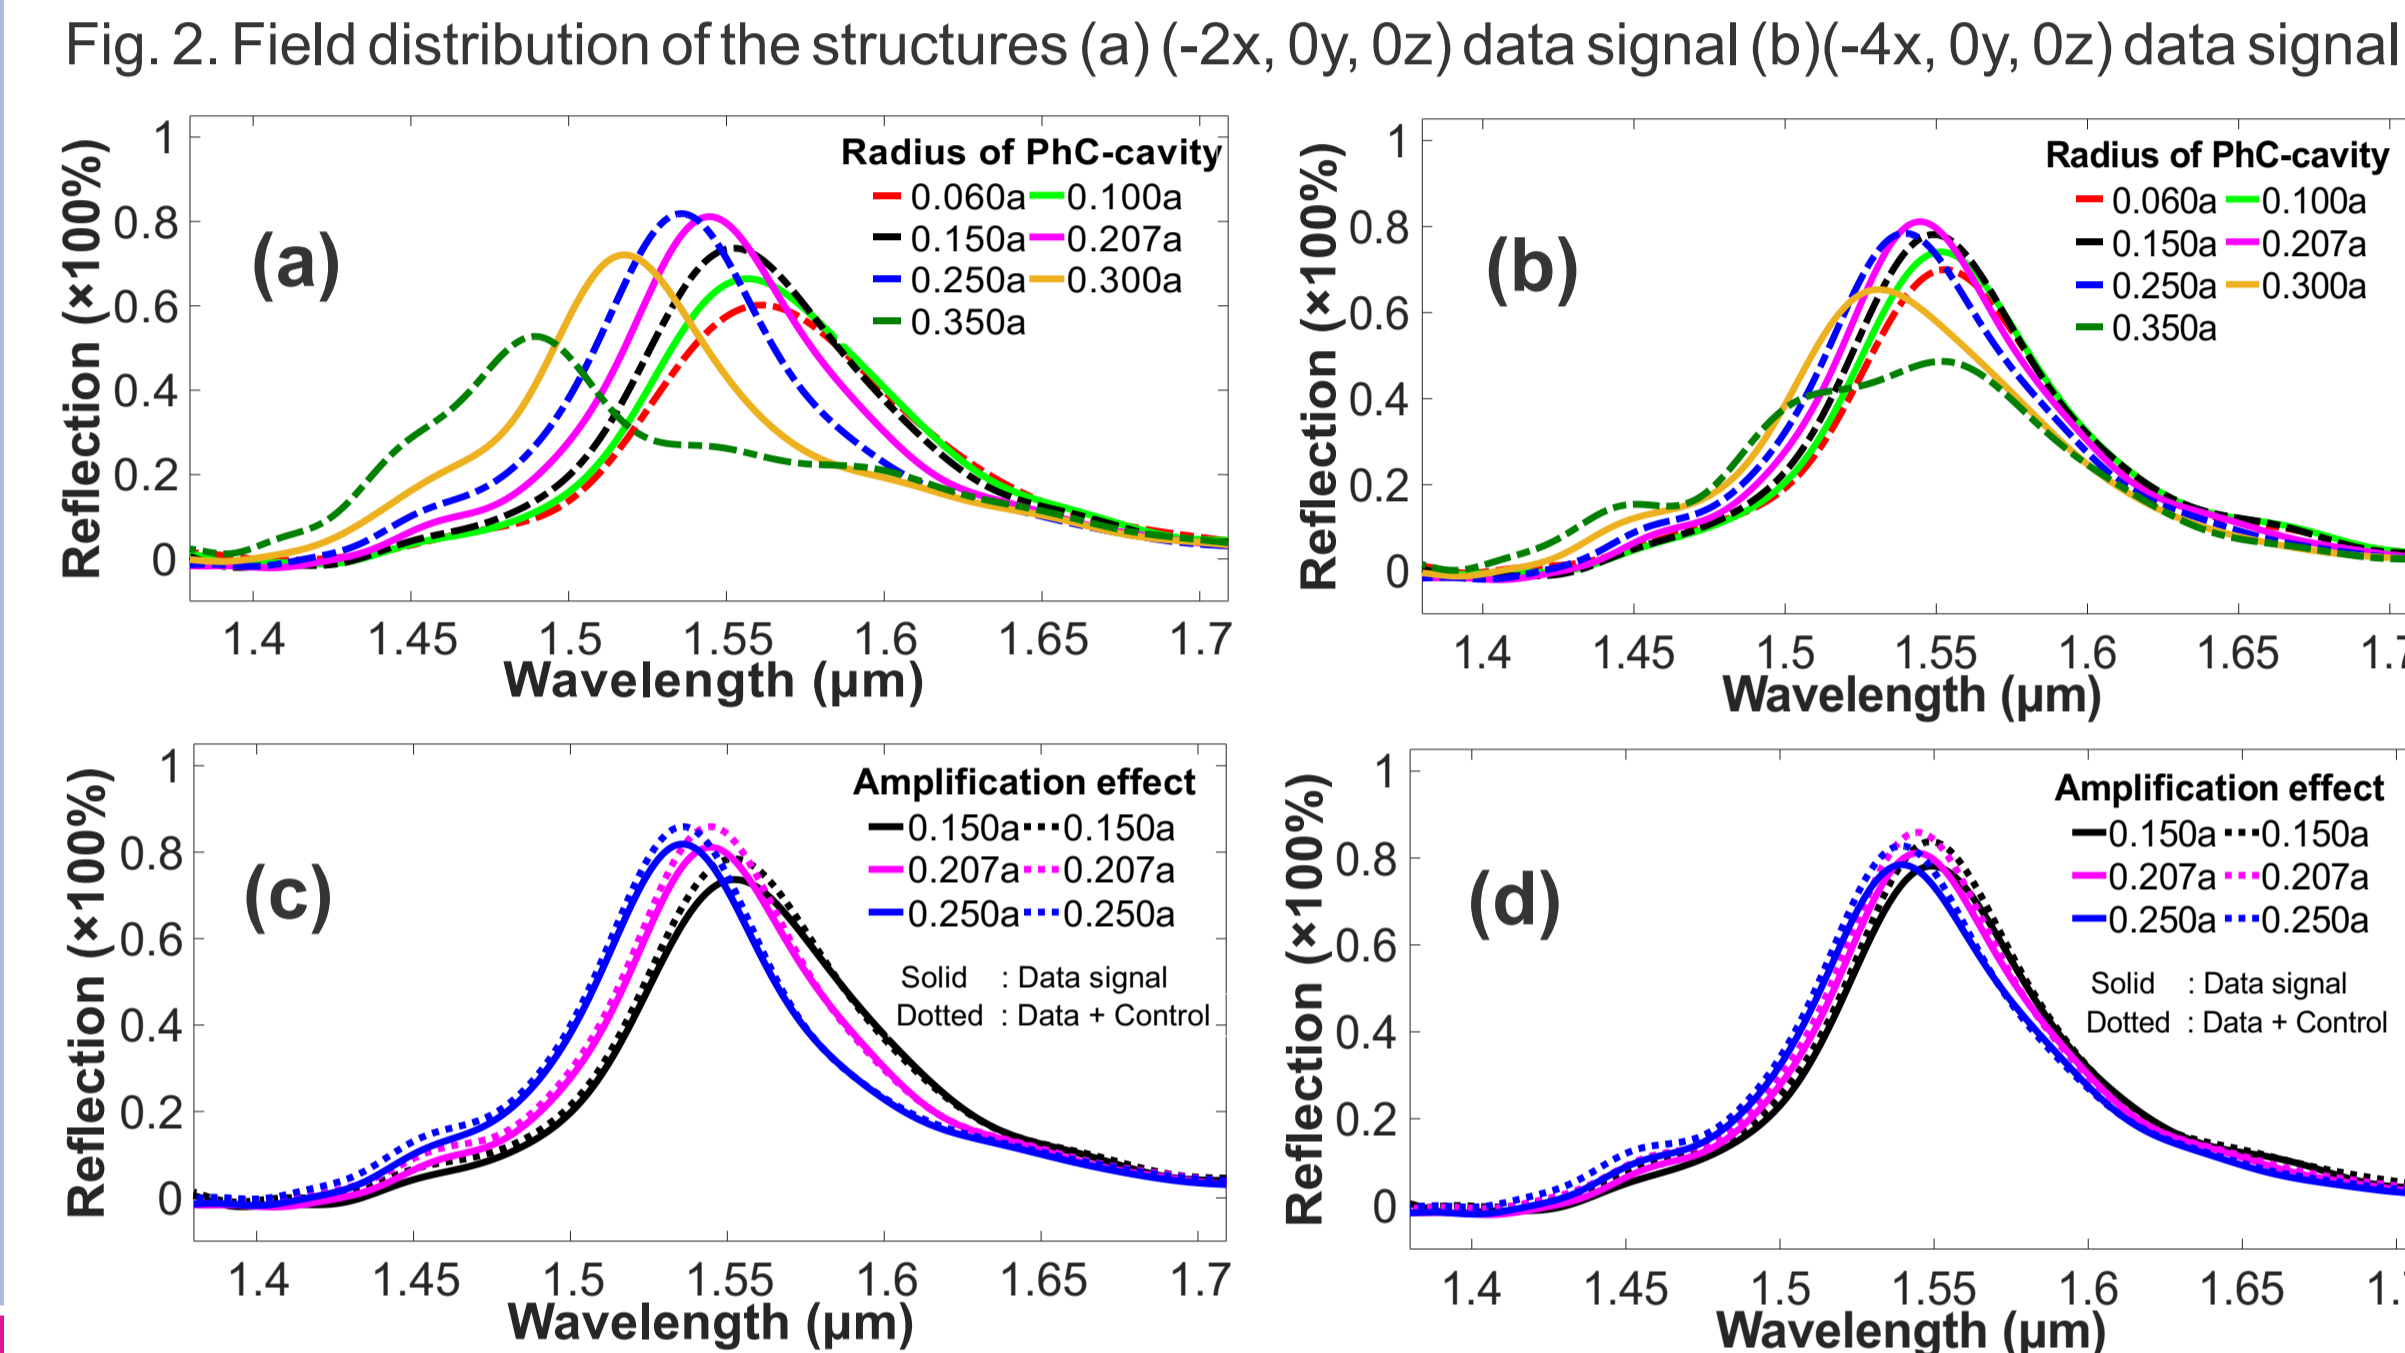 Fig. 2. Field distribution of the structures (a) (-2x, 0y, 0z) data signal (b)(-4x, 0y, 0z) data signal
Reflection (×100%)
1
0.8
0.6
0.4
0.2
0
(a)
Radius of PhC-cavity
0.060a 0.100a
0.150a 0.207a
0.250a 0.300a
0.350a
1.4 1.45 1.5 1.55 1.6 1.65 1.7
Wavelength (μm)
Reflection (×100%)
1
0.8
0.6
0.4
0.2
0
(b)
Radius of PhC-cavity
0.060a 0.100a
0.150a 0.207a
0.250a 0.300a
0.350a
1.4 1.45 1.5 1.55 1.6 1.65
Wavelength (μm)
Reflection (×100%)
1
0.8
0.6
0.4
0.2
0
(c)
Amplification effect
0.150a 0.150a
0.207a 0.207a
0.250a 0.250a
Solid : Data signal
Dotted : Data + Control
1.4 1.45 1.5 1.55 1.6 1.65 1.7
Wavelength (μm)
Reflection (×100%)
1
0.8
0.6
0.4
0.2
0
(d)
Amplification effect
0.150a 0.150a
0.207a 0.207a
0.250a 0.250a
Solid : Data signal
Dotted : Data + Control
1.4 1.45 1.5 1.55 1.6 1.65
Wavelength (μm)